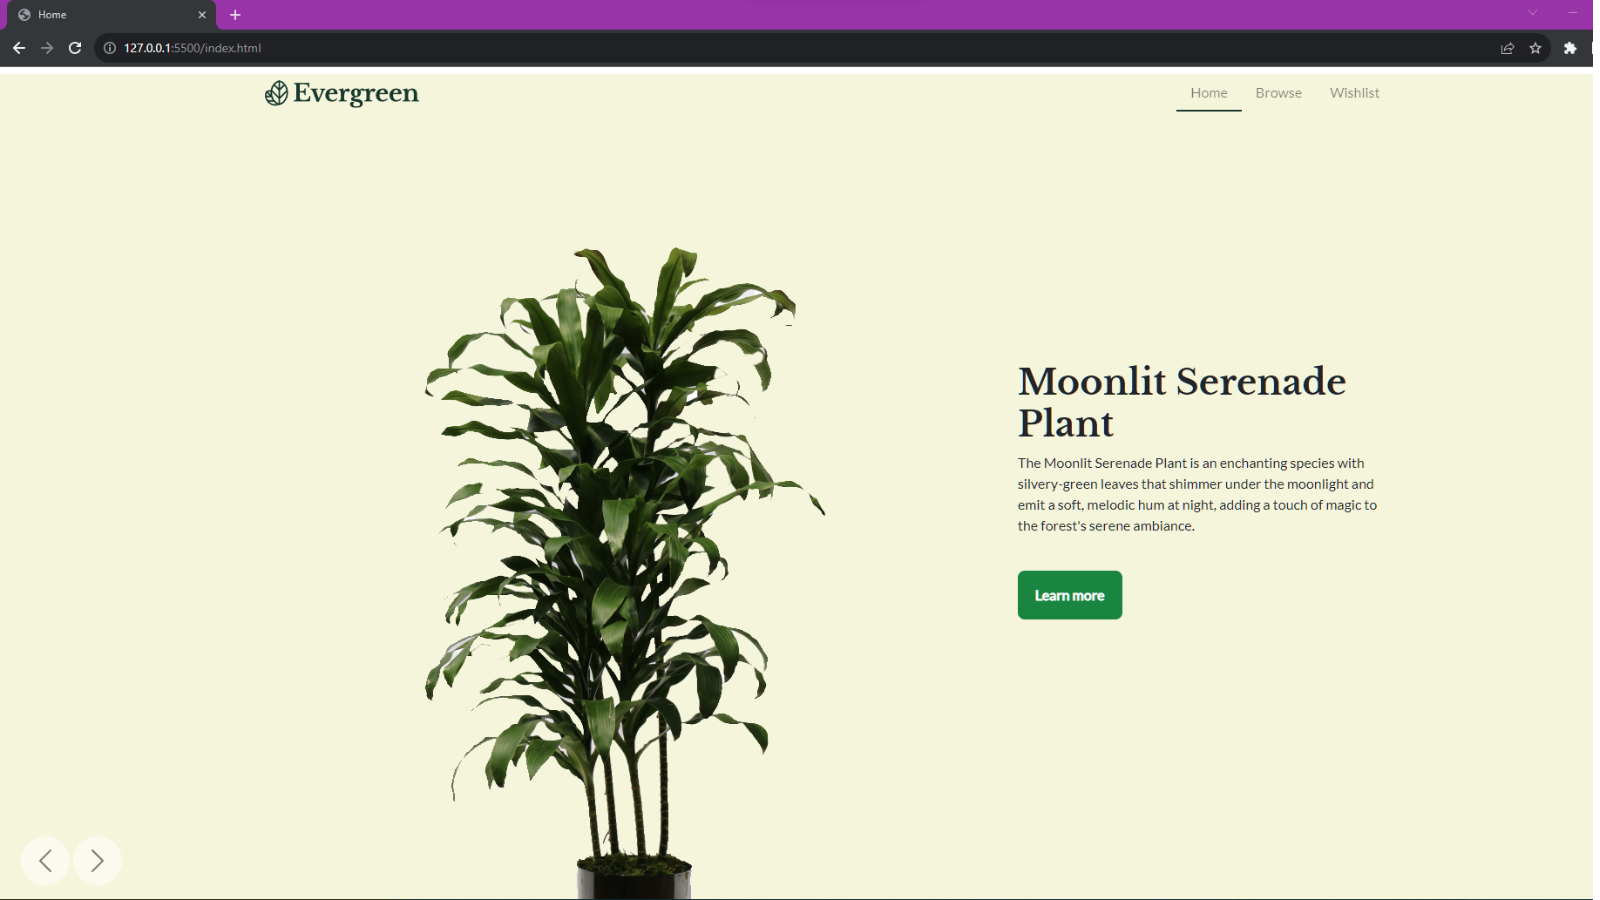 Home
127.0.0.1:5500/index.html
Evergreen
Home
Browse
Wishlist
Moonlit Serenade
Plant
The Moonlit Serenade Plant is an enchanting species with
silvery-green leaves that shimmer under the moonlight and
emit a soft, melodic hum at night, adding a touch of magic to
the forest's serene ambiance.
Learn more